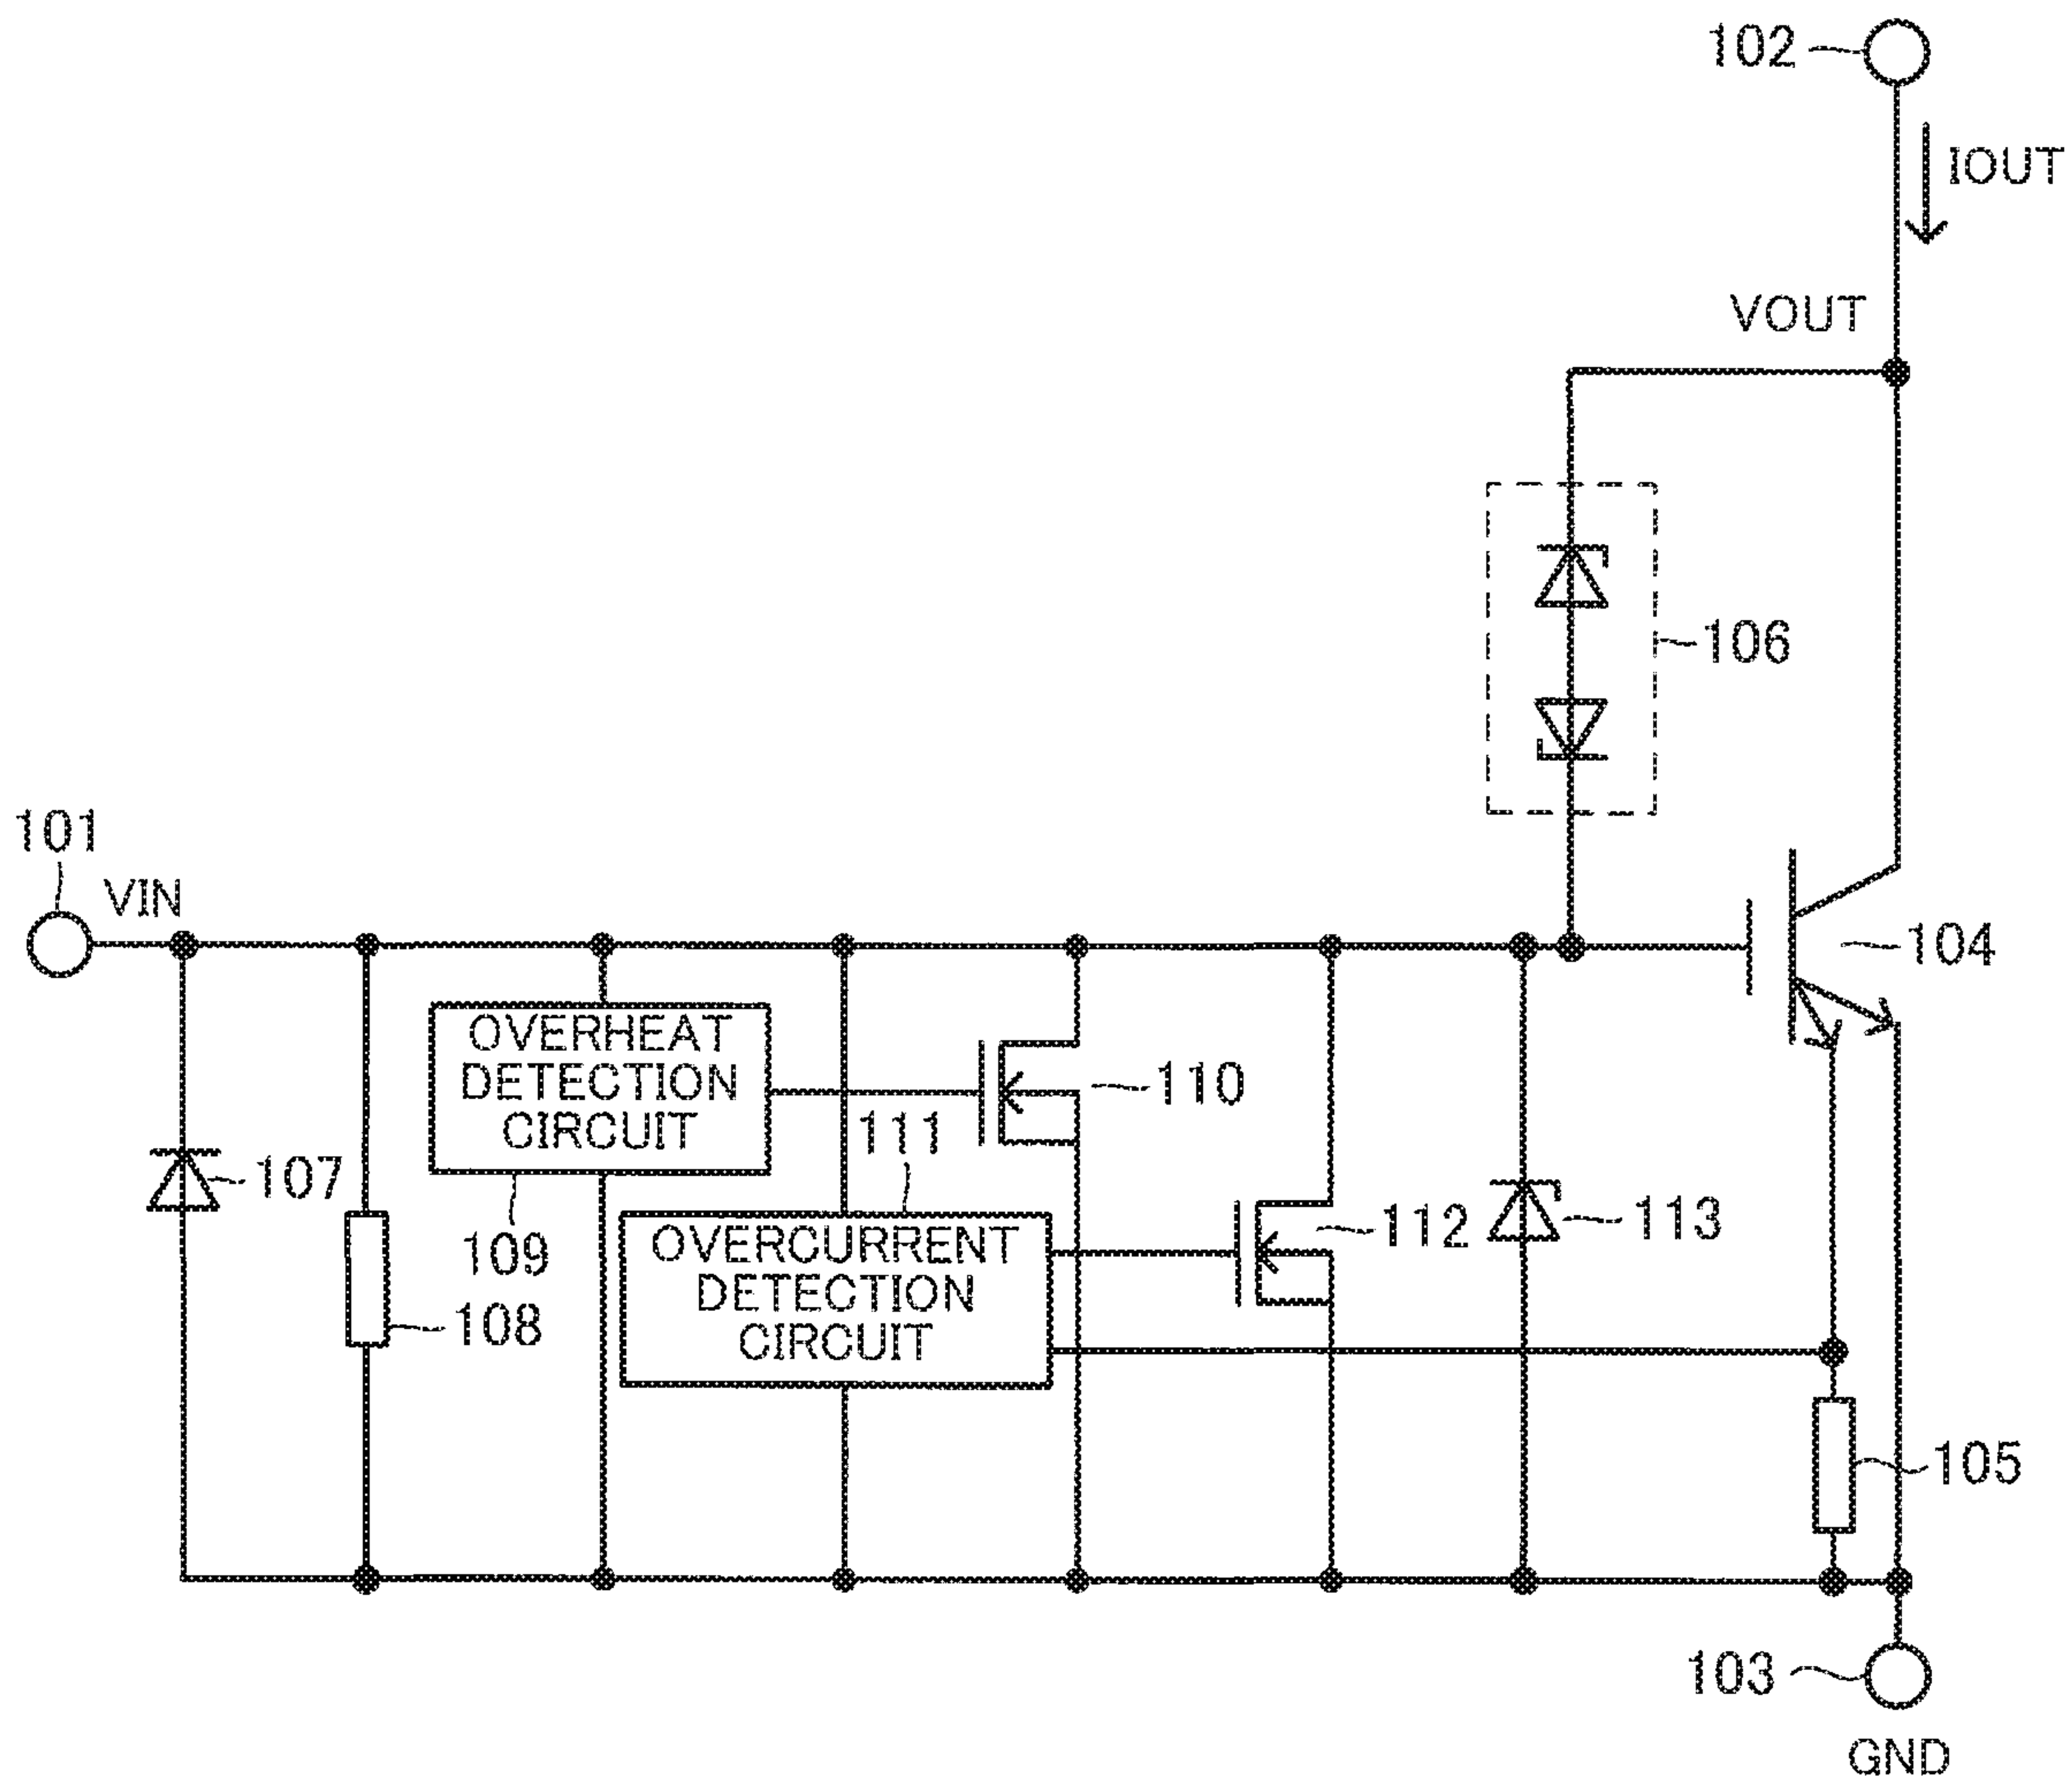 102
IOUT
VOUT
106
101
VIN
104
OVERHEAT
DETECTION
CIRCUIT
110
111
107
109
112
113
OVERCURRENT
DETECTION
CIRCUIT
108
105
103
GND